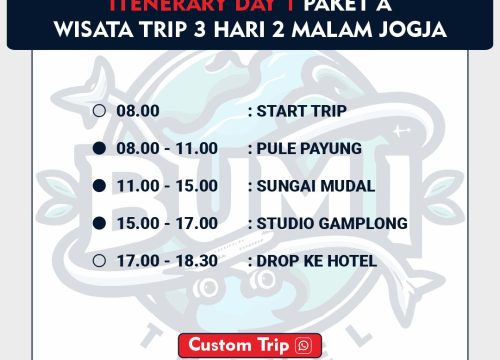 ITENERARY DAY 1 PAKET A
WISATA TRIP 3 HARI 2 MALAM JOGJA
08.00 : START TRIP
08.00 - 11.00 : PULE PAYUNG
11.00 - 15.00 : SUNGAI MUDAL
15.00 - 17.00 : STUDIO GAMPLONG
17.00 - 18.30 : DROP KE HOTEL
BUMI
Custom Trip